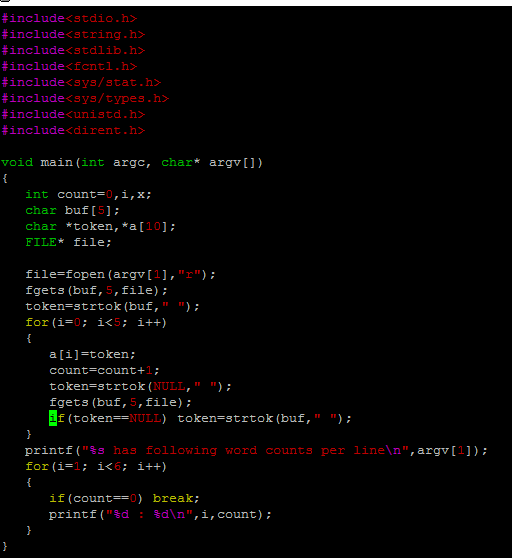 #include<stdio.h>
#include<string.h>
#include<stdlib.h>
#include<fcntl.h>
#include<sys/stat.h>
#include<sys/types.h>
#include<unistd.h>
#include<dirent.h>
void main(int argc, char* argv[])
{
int count=0,i,x;
char buf[5];
char *token,*a[10];
FILE* file;
file=fopen(argv[1],"r");
fgets(buf,5,file);
token=strtok(buf," ");
for(i=0; i<5; i++)
{
a[i]=token;
count=count+1;
token=strtok(NULL," ");
fgets(buf,5,file);
if(token==NULL) token=strtok(buf," ");
}
printf("%s has following word counts per line\n",argv[1]);
for(i=1; i<6; i++)
{
if(count==0) break;
printf("%d : %d\n",i,count);
}
}